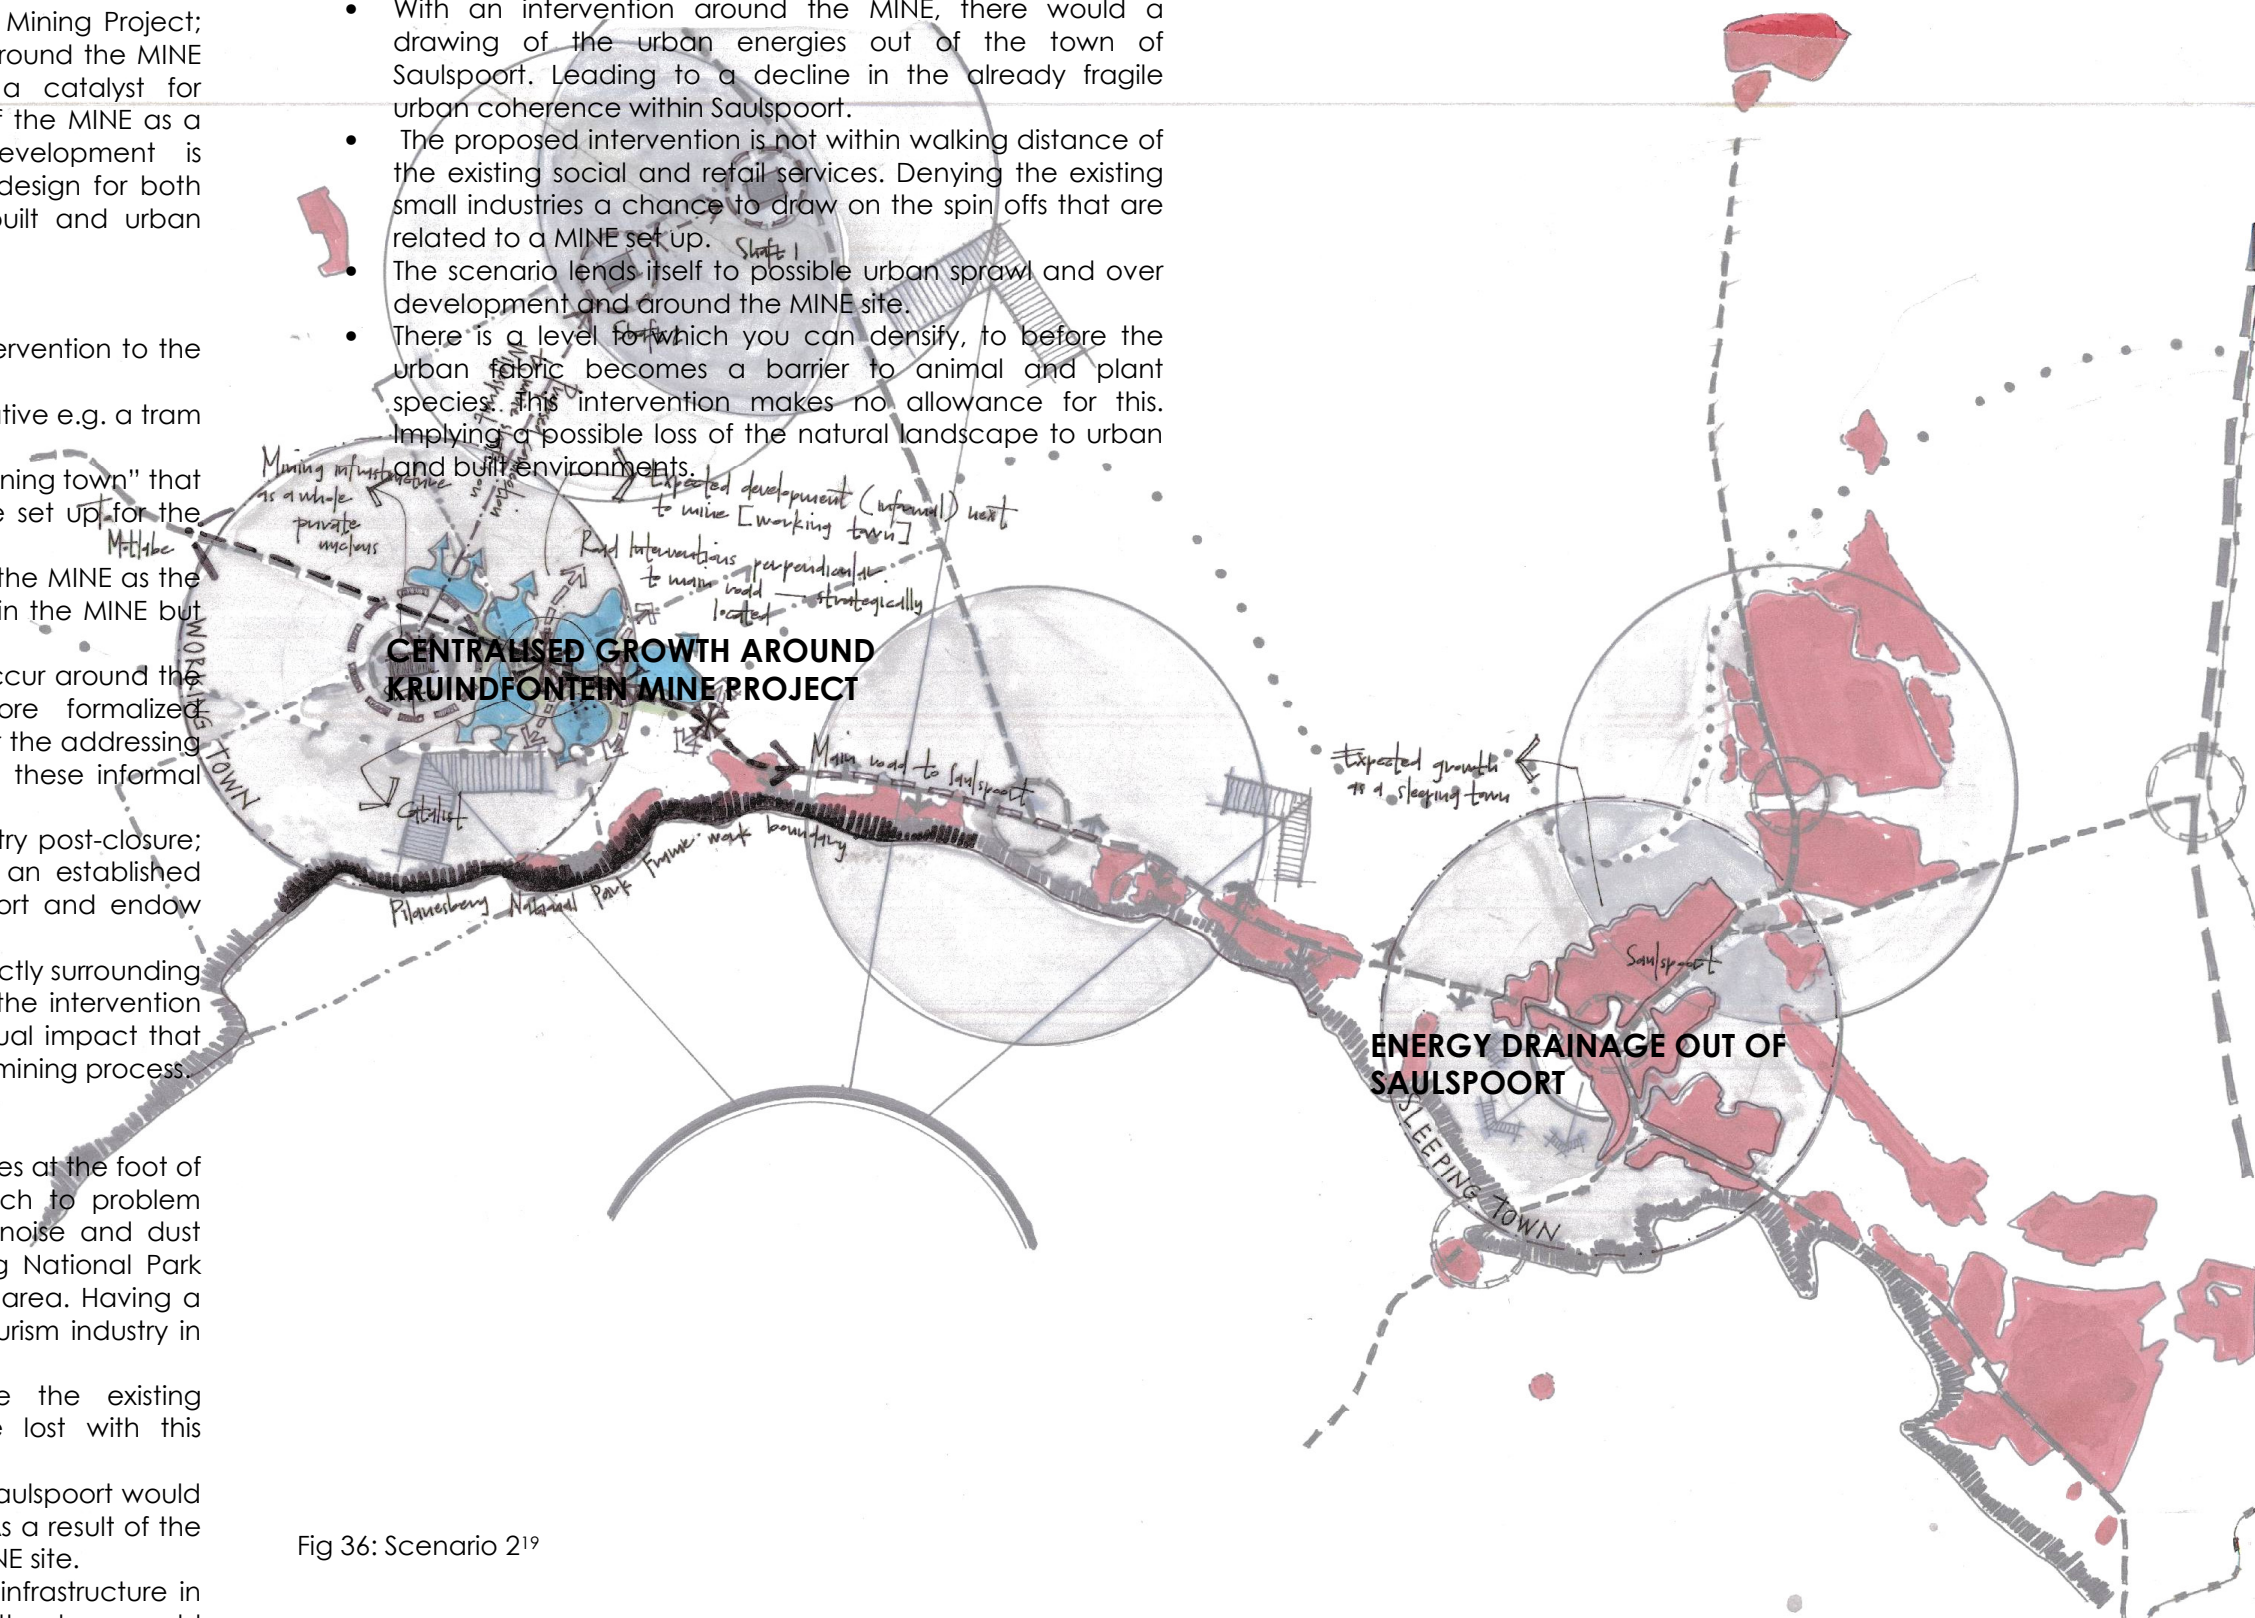 Mining Project;
round the MINE
a catalyst for
f the MINE as a
evelopment is
design for both
built and urban
ervention to the
ative e.g. a tram
ning town” that
e set up for the
the MINE as the
in the MINE but
ccur around the
ore formalized
r the addressing
these informal
try post-closure;
an established
ort and endow
ctly surrounding
the intervention
ual impact that
mining process.
es at the foot of
ch to problem
noise and dust
g National Park
area. Having a
urism industry in
e the existing
e lost with this
aulspoort would
As a result of the
NE site.
infrastructure in
• With an intervention around the MINE, there would a
drawing of the urban energies out of the town of
Saulspoort. Leading to a decline in the already fragile
urban coherence within Saulspoort.
• The proposed intervention is not within walking distance of
the existing social and retail services. Denying the existing
small industries a chance to draw on the spin offs that are
related to a MINE set up.
• The scenario lends itself to possible urban sprawl and over
development and around the MINE site.
• There is a level to which you can densify, to before the
urban fabric becomes a barrier to animal and plant
species. This intervention makes no allowance for this.
Implying a possible loss of the natural landscape to urban
and built environments.
Shaft 1
Mining infrastructure
as a whole
private
nucleus
Motlabe
Expected development (informal) next
to mine [working town]
Road Interventions perpendicular
to main road — strategically
located
CENTRALISED GROWTH AROUND
KRUINDFONTEIN MINE PROJECT
WORKING TOWN
Catalist
Main road to Saulspoort
Pilanesberg National Park Frame work boundary
Expected growth
as a sleeping town
Saulspoort
ENERGY DRAINAGE OUT OF
SAULSPOORT
SLEEPING TOWN
Fig 36: Scenario 2¹⁹